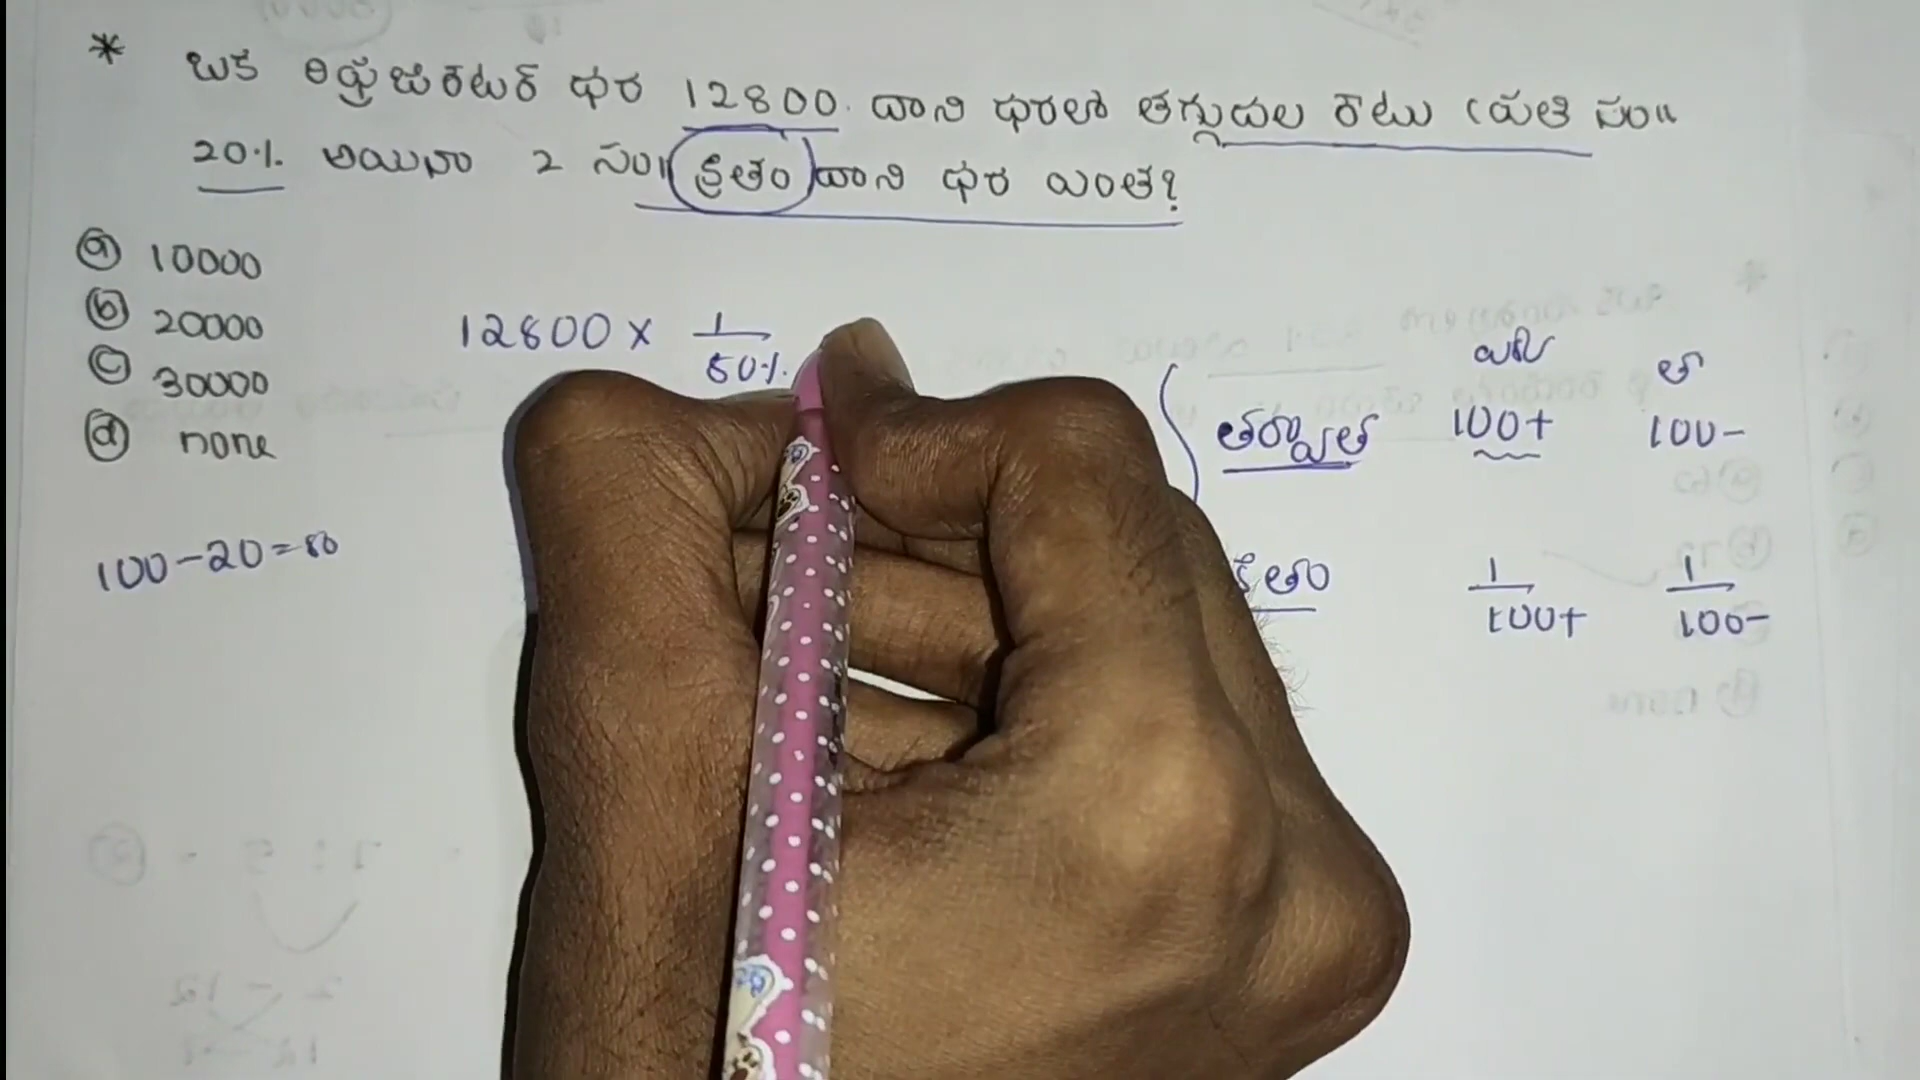 * ఒక రిఫ్రిజిరేటర్ ధర 12800. దాని ధరలో తగ్గుదల రేటు ప్రతి సం॥
20%. అయినా 2 సం॥ క్రితం దాని ధర ఎంత?
ⓐ 10000
ⓑ 20000
ⓒ 30000
ⓓ none
12800 × 1/80%.
100-20=80
త
తర్వాత 100+ 100-
క్రితం 1/100+ 1/100-